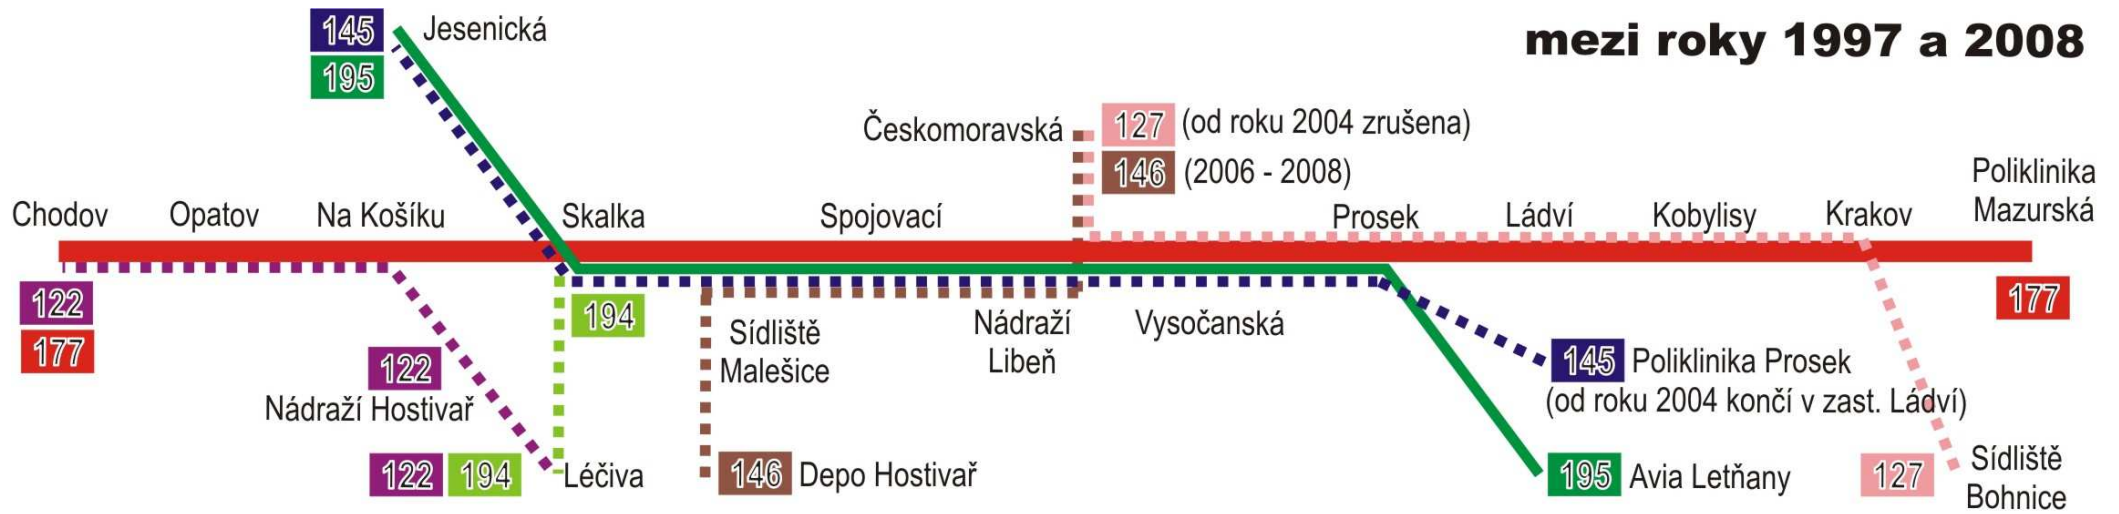 mezi roky 1997 a 2008
145 Jesenická
195
Českomoravská 127 (od roku 2004 zrušena)
146 (2006 - 2008)
Poliklinika
Mazurská
Chodov Opatov Na Košíku Skalka Spojovací Prosek Ládví Kobylisy Krakov
122
177
177
194
Sídliště
Malešice
Nádraží
Libeň
Vysočanská
122
Nádraží Hostivař
145 Poliklinika Prosek
(od roku 2004 končí v zast. Ládví)
122 194 Léčiva
146 Depo Hostivař
195 Avia Letňany
127 Sídliště
Bohnice